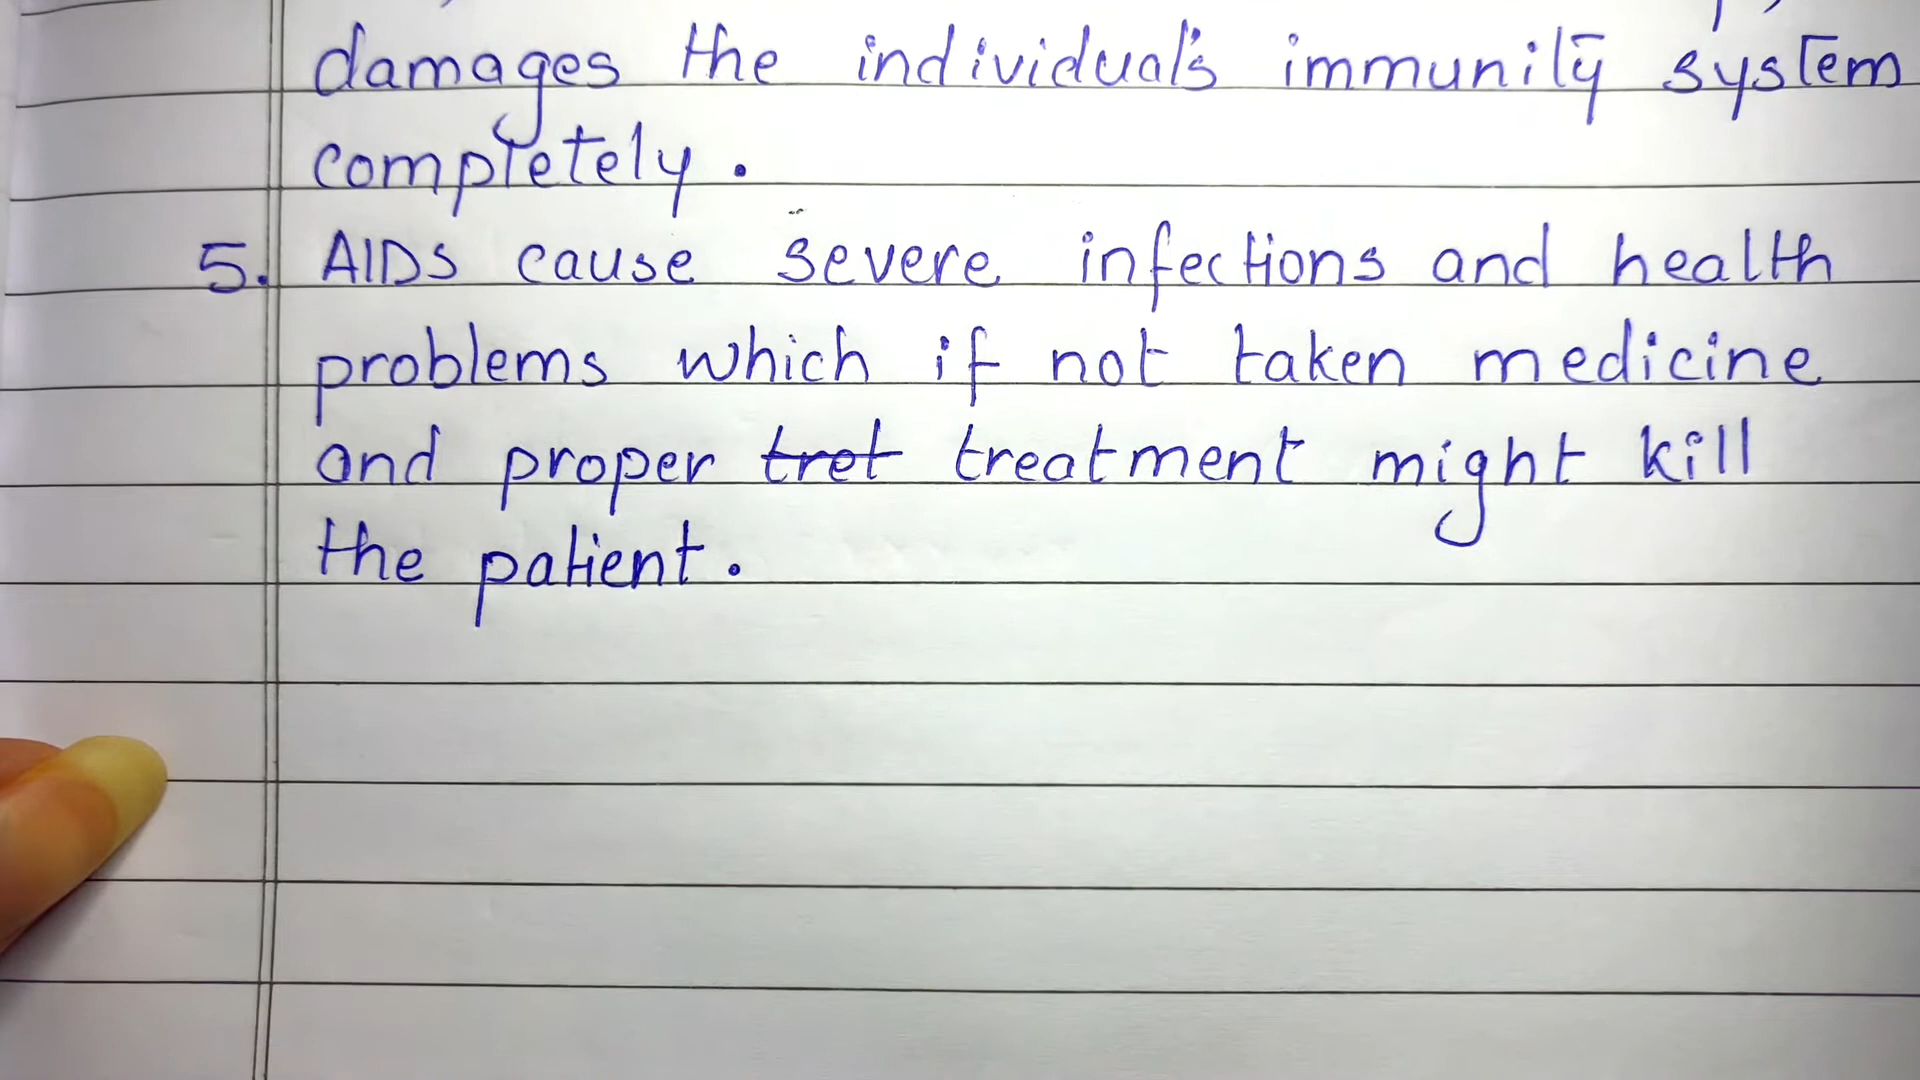 damages the individual's immunity system
completely.
5. AIDS cause severe infections and health
problems which if not taken medicine
and proper tret treatment might kill
the patient.